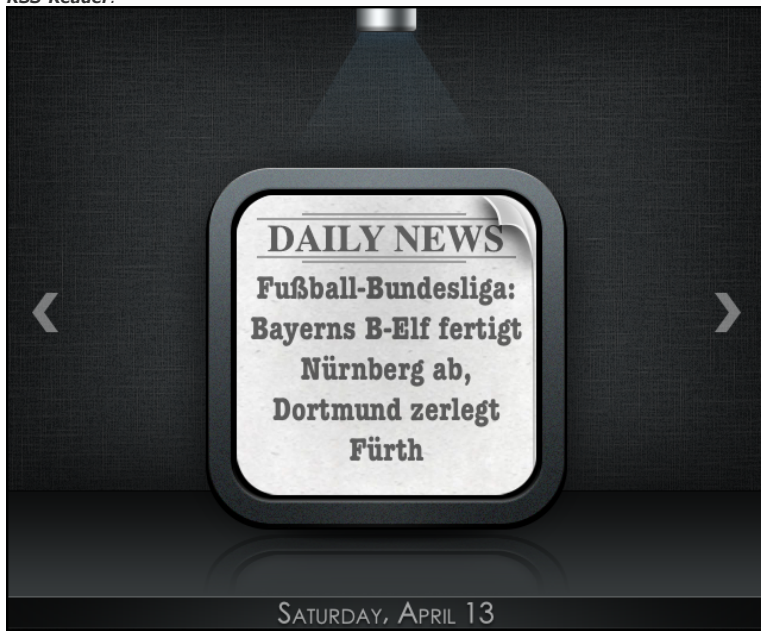 RSS-Reader:
DAILY NEWS
Fußball-Bundesliga:
Bayerns B-Elf fertigt
Nürnberg ab,
Dortmund zerlegt
Fürth
Saturday, April 13